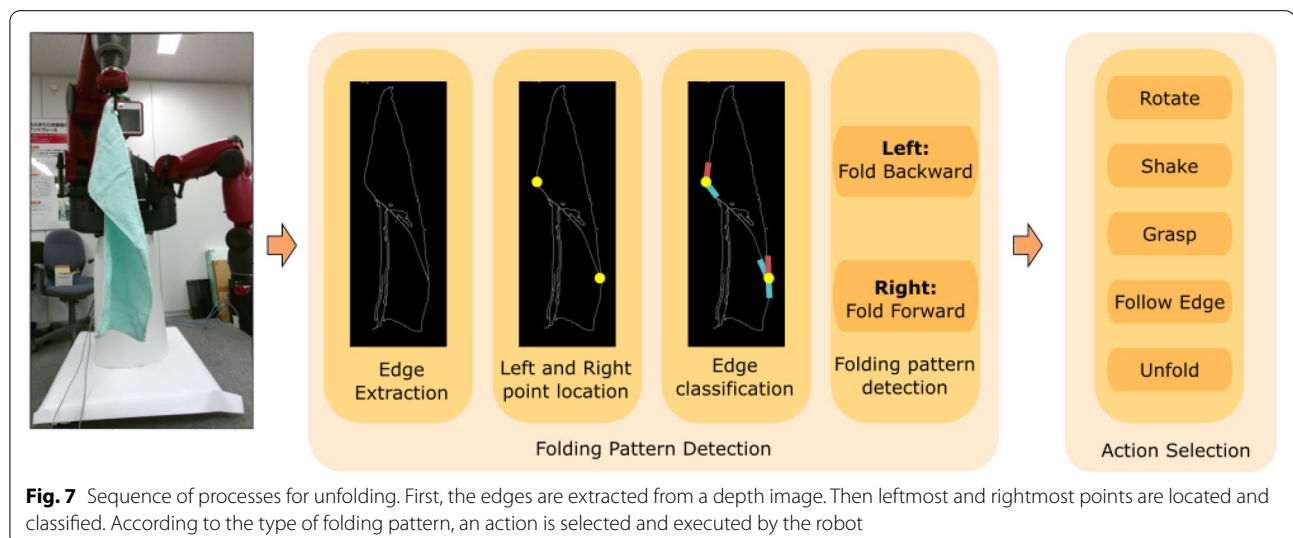 Edge
Extraction
Left and Right
point location
Edge
classification
Left:
Fold Backward
Right:
Fold Forward
Folding pattern
detection
Folding Pattern Detection
Rotate
Shake
Grasp
Follow Edge
Unfold
Action Selection
Fig. 7 Sequence of processes for unfolding. First, the edges are extracted from a depth image. Then leftmost and rightmost points are located and
classified. According to the type of folding pattern, an action is selected and executed by the robot